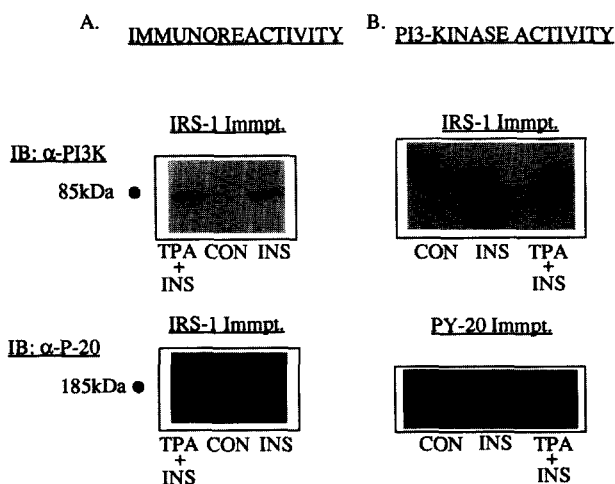 A. IMMUNOREACTIVITY
B. PI3-KINASE ACTIVITY
IRS-1 Immpt.
IB: α-PI3K
85kDa
TPA + INS CON INS
IRS-1 Immpt.
CON INS TPA + INS
IRS-1 Immpt.
IB: α-P-20
185kDa
TPA + INS CON INS
PY-20 Immpt.
CON INS TPA + INS